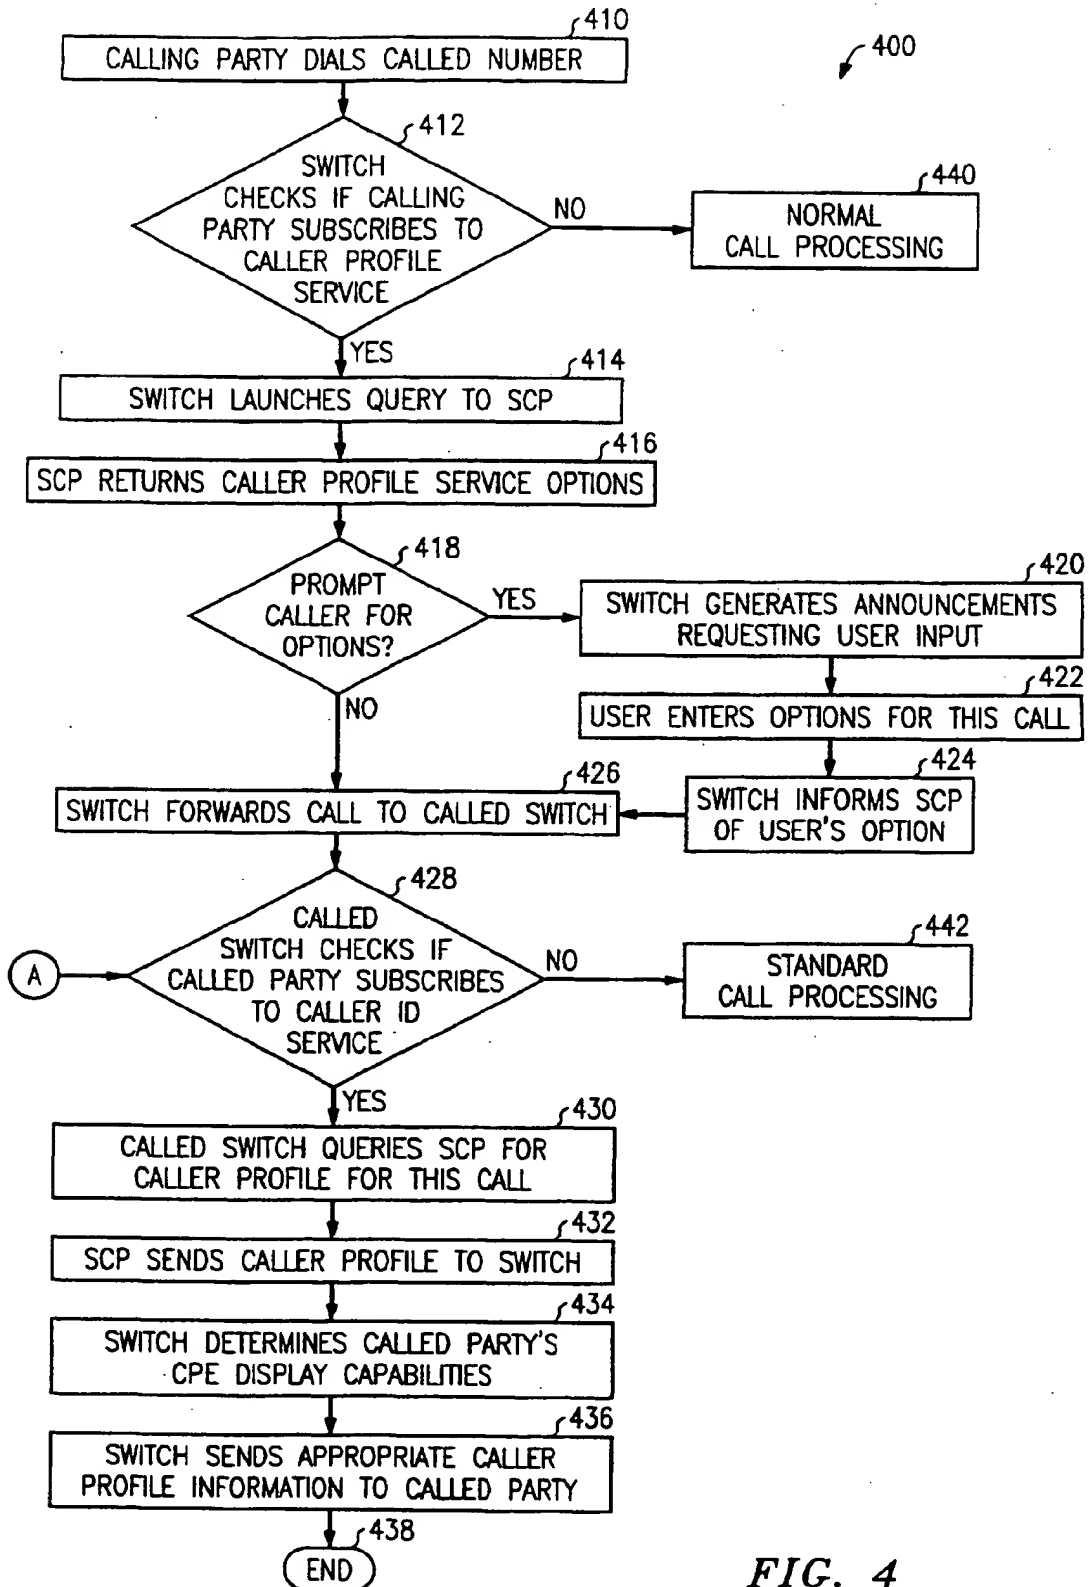 410
400
CALLING PARTY DIALS CALLED NUMBER
412
SWITCH
CHECKS IF CALLING
PARTY SUBSCRIBES TO
CALLER PROFILE
SERVICE
NO
440
NORMAL
CALL PROCESSING
YES
414
SWITCH LAUNCHES QUERY TO SCP
416
SCP RETURNS CALLER PROFILE SERVICE OPTIONS
418
PROMPT
CALLER FOR
OPTIONS?
YES
420
SWITCH GENERATES ANNOUNCEMENTS
REQUESTING USER INPUT
422
USER ENTERS OPTIONS FOR THIS CALL
424
SWITCH INFORMS SCP
OF USER'S OPTION
NO
426
SWITCH FORWARDS CALL TO CALLED SWITCH
428
A
CALLED
SWITCH CHECKS IF
CALLED PARTY SUBSCRIBES
TO CALLER ID
SERVICE
NO
442
STANDARD
CALL PROCESSING
YES
430
CALLED SWITCH QUERIES SCP FOR
CALLER PROFILE FOR THIS CALL
432
SCP SENDS CALLER PROFILE TO SWITCH
434
SWITCH DETERMINES CALLED PARTY'S
CPE DISPLAY CAPABILITIES
436
SWITCH SENDS APPROPRIATE CALLER
PROFILE INFORMATION TO CALLED PARTY
438
END
FIG. 4